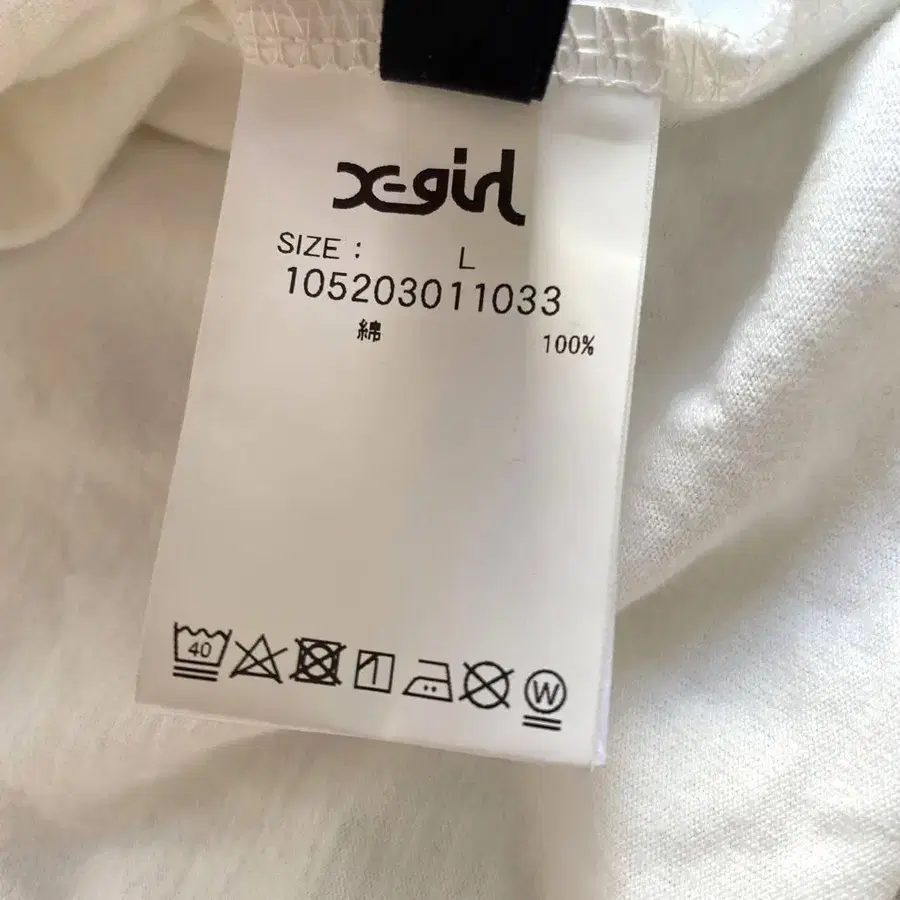 X-girl
SIZE : L
105203011033
綿 100%
40
W